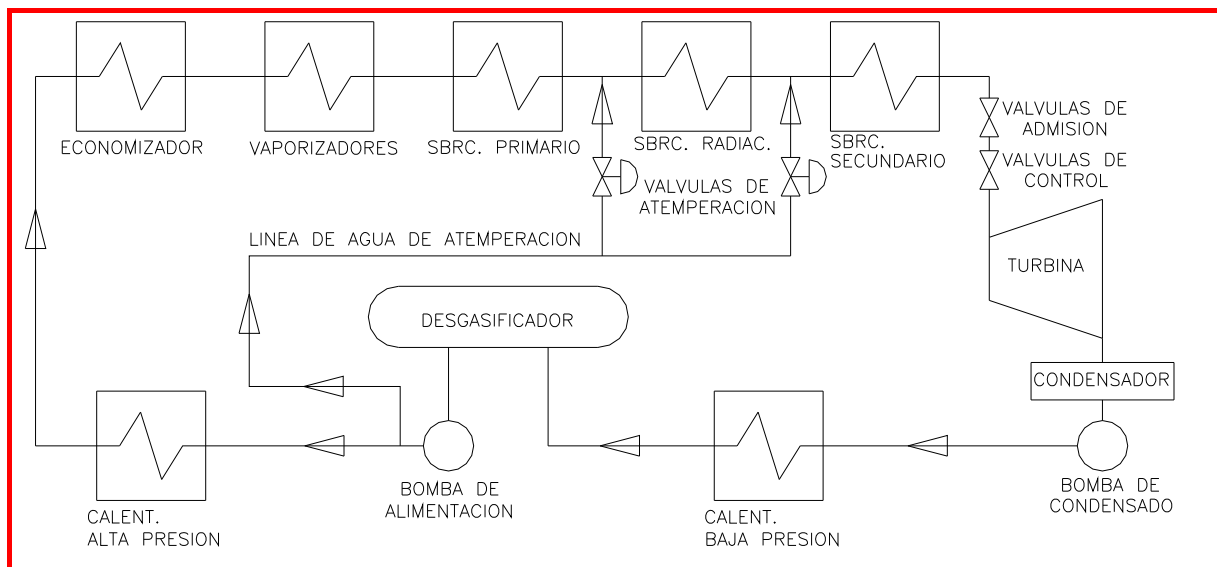 ECONOMIZADOR
VAPORIZADORES
SBRC. PRIMARIO
SBRC. RADIAC.
SBRC.
SECUNDARIO
VALVULAS DE
ADMISION
VALVULAS DE
CONTROL
VALVULAS DE
ATEMPERACION
LINEA DE AGUA DE ATEMPERACION
TURBINA
DESGASIFICADOR
CONDENSADOR
CALENT.
ALTA PRESION
BOMBA DE
ALIMENTACION
CALENT.
BAJA PRESION
BOMBA DE
CONDENSADO